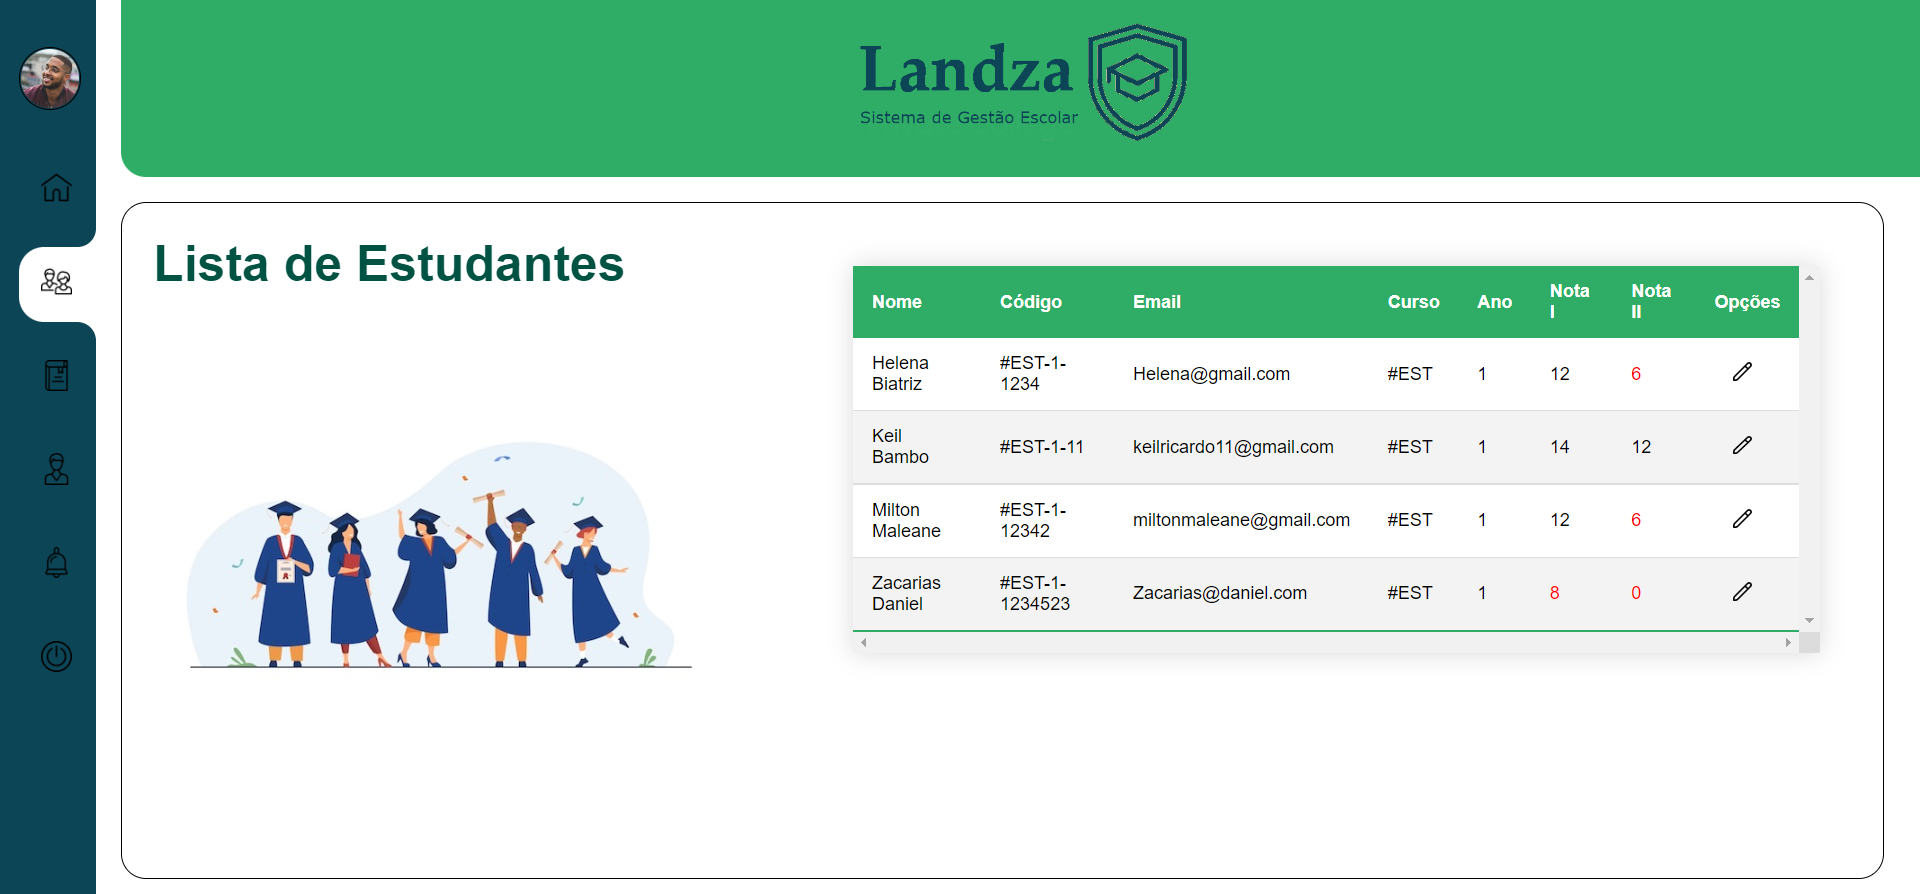 Landza
Sistema de Gestão Escolar
Lista de Estudantes
Nome Código Email Curso Ano Nota I Nota II Opções
Helena Biatriz #EST-1-1234 Helena@gmail.com #EST 1 12 6
Keil Bambo #EST-1-11 keilricardo11@gmail.com #EST 1 14 12
Milton Maleane #EST-1-12342 miltonmaleane@gmail.com #EST 1 12 6
Zacarias Daniel #EST-1-1234523 Zacarias@daniel.com #EST 1 8 0